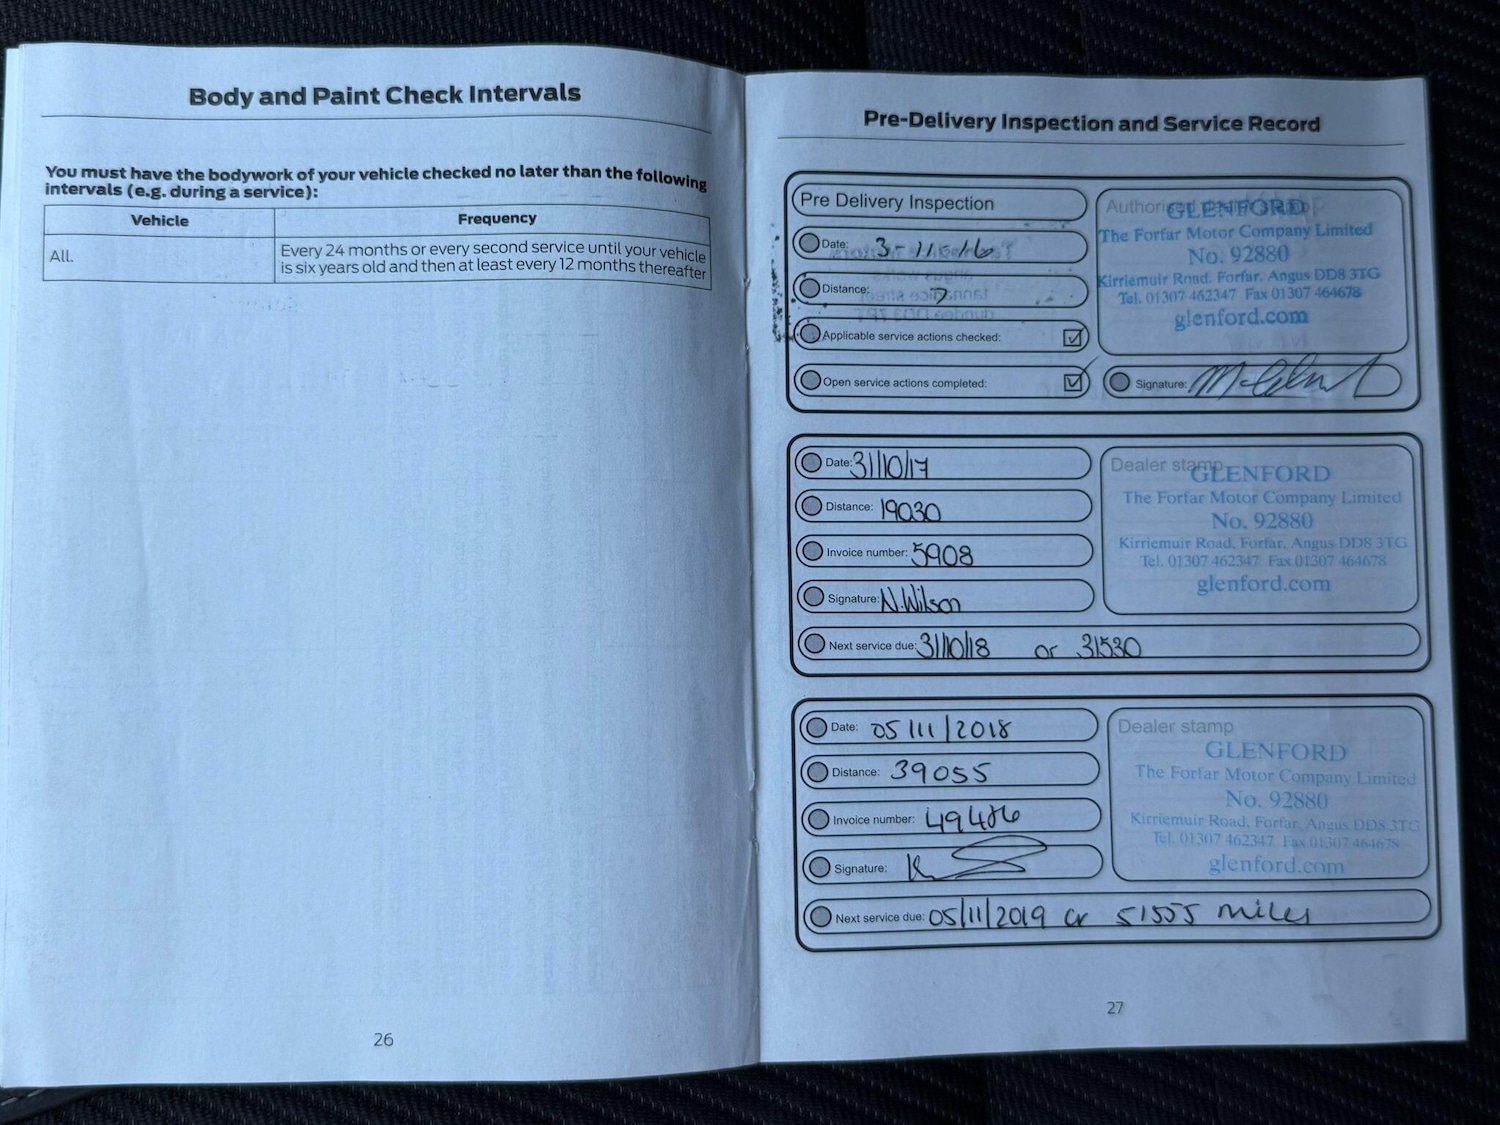 Body and Paint Check Intervals
You must have the bodywork of your vehicle checked no later than the following
intervals (e.g. during a service):
Vehicle Frequency
All. Every 24 months or every second service until your vehicle
is six years old and then at least every 12 months thereafter
26
Pre-Delivery Inspection and Service Record
Pre Delivery Inspection
Date: 3-11-16
Distance: 7
Applicable service actions checked:
Open service actions completed:
GLENFORD
The Forfar Motor Company Limited
No. 92880
Kirriemuir Road, Forfar, Angus DD8 3TG
Tel. 01307 462347 Fax 01307 464678
glenford.com
Signature:
Date: 31/10/17
Distance: 19030
Invoice number: 5908
Signature: N.Wilson
Dealer stamp
GLENFORD
The Forfar Motor Company Limited
No. 92880
Kirriemuir Road, Forfar, Angus DD8 3TG
Tel. 01307 462347 Fax 01307 464678
glenford.com
Next service due: 31/10/18 or 31530
Date: 05/11/2018
Distance: 39055
Invoice number:
Signature:
Dealer stamp
GLENFORD
The Forfar Motor Company Limited
No. 92880
Kirriemuir Road, Forfar, Angus DD8 3TG
Tel. 01307 462347 Fax 01307 464678
glenford.com
Next service due: 05/11/2019 or 51555 miles
27